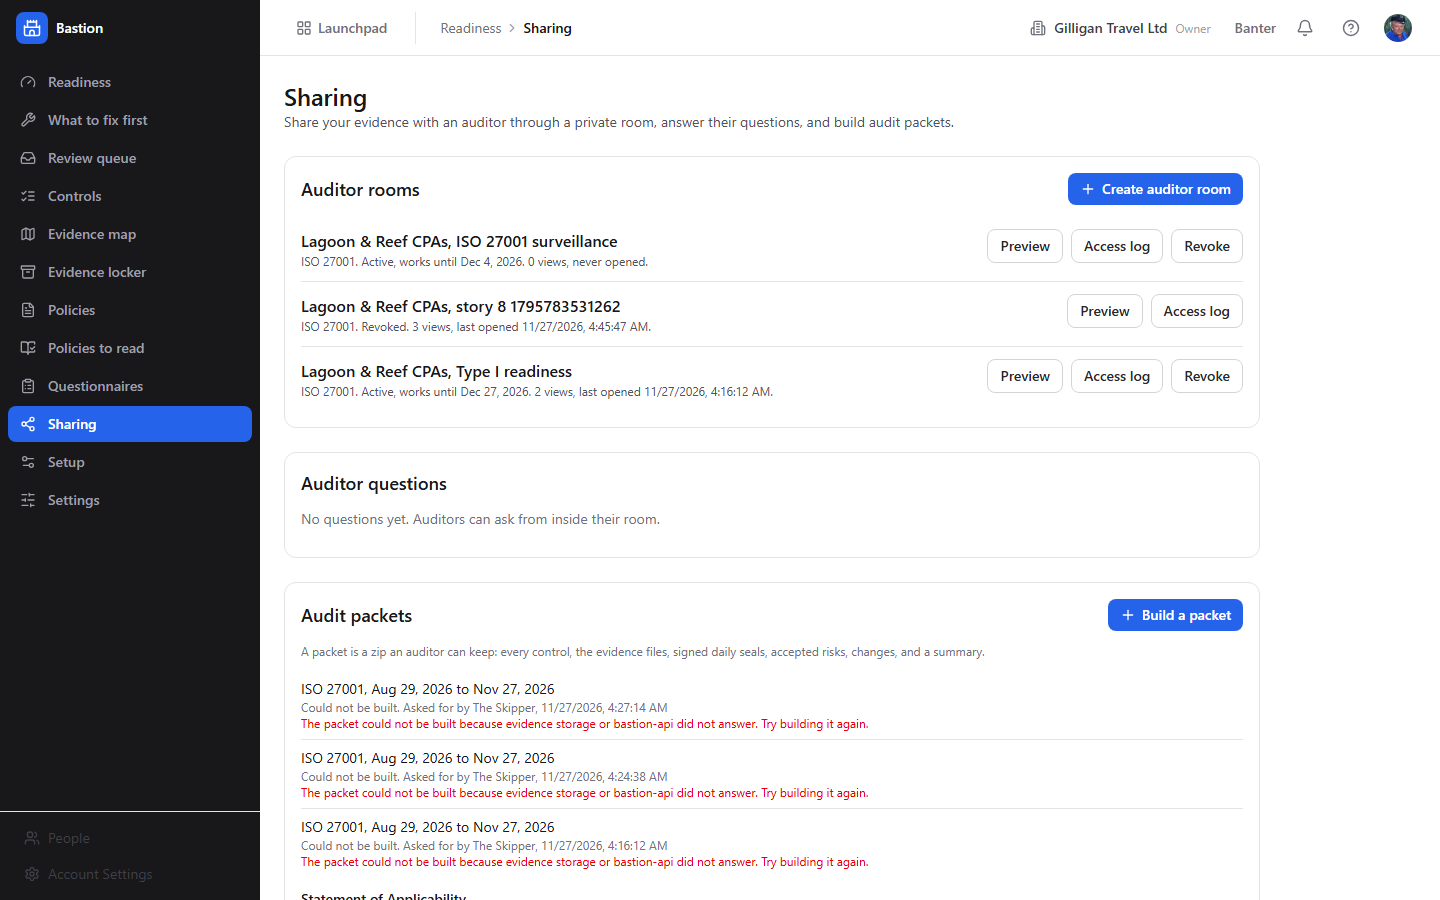 Bastion
Launchpad
Readiness > Sharing
Gilligan Travel Ltd Owner
Banter
Readiness
What to fix first
Review queue
Controls
Evidence map
Evidence locker
Policies
Policies to read
Questionnaires
Sharing
Setup
Settings
People
Account Settings
Sharing
Share your evidence with an auditor through a private room, answer their questions, and build audit packets.
Auditor rooms
+ Create auditor room
Lagoon & Reef CPAs, ISO 27001 surveillance
ISO 27001. Active, works until Dec 4, 2026. 0 views, never opened.
Preview Access log Revoke
Lagoon & Reef CPAs, story 8 1795783531262
ISO 27001. Revoked. 3 views, last opened 11/27/2026, 4:45:47 AM.
Preview Access log
Lagoon & Reef CPAs, Type I readiness
ISO 27001. Active, works until Dec 27, 2026. 2 views, last opened 11/27/2026, 4:16:12 AM.
Preview Access log Revoke
Auditor questions
No questions yet. Auditors can ask from inside their room.
Audit packets
+ Build a packet
A packet is a zip an auditor can keep: every control, the evidence files, signed daily seals, accepted risks, changes, and a summary.
ISO 27001, Aug 29, 2026 to Nov 27, 2026
Could not be built. Asked for by The Skipper, 11/27/2026, 4:27:14 AM
The packet could not be built because evidence storage or bastion-api did not answer. Try building it again.
ISO 27001, Aug 29, 2026 to Nov 27, 2026
Could not be built. Asked for by The Skipper, 11/27/2026, 4:24:38 AM
The packet could not be built because evidence storage or bastion-api did not answer. Try building it again.
ISO 27001, Aug 29, 2026 to Nov 27, 2026
Could not be built. Asked for by The Skipper, 11/27/2026, 4:16:12 AM
The packet could not be built because evidence storage or bastion-api did not answer. Try building it again.
Statement of Applicability